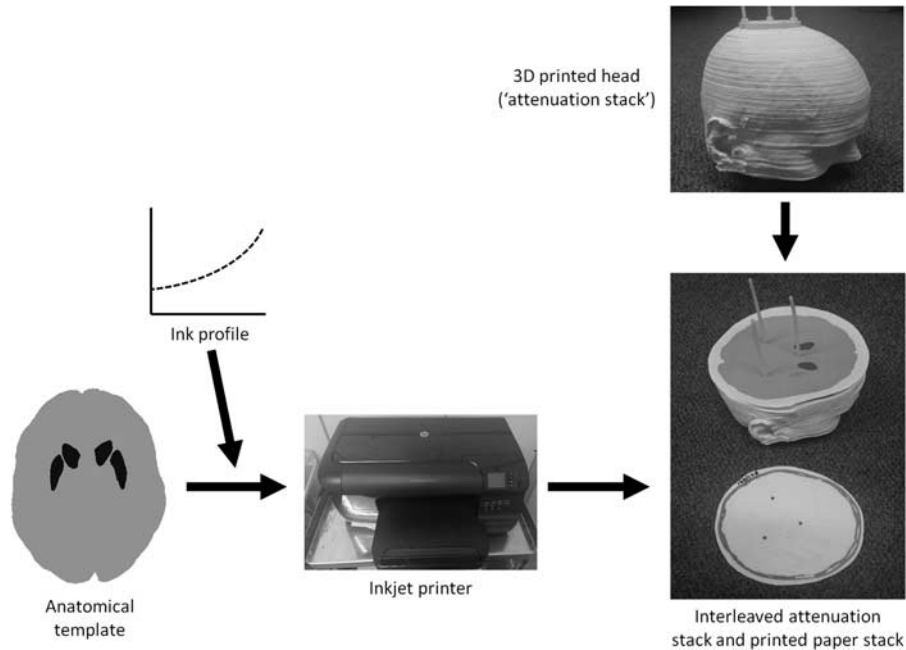 3D printed head
('attenuation stack')
Ink profile
Anatomical
template
Inkjet printer
Interleaved attenuation
stack and printed paper stack